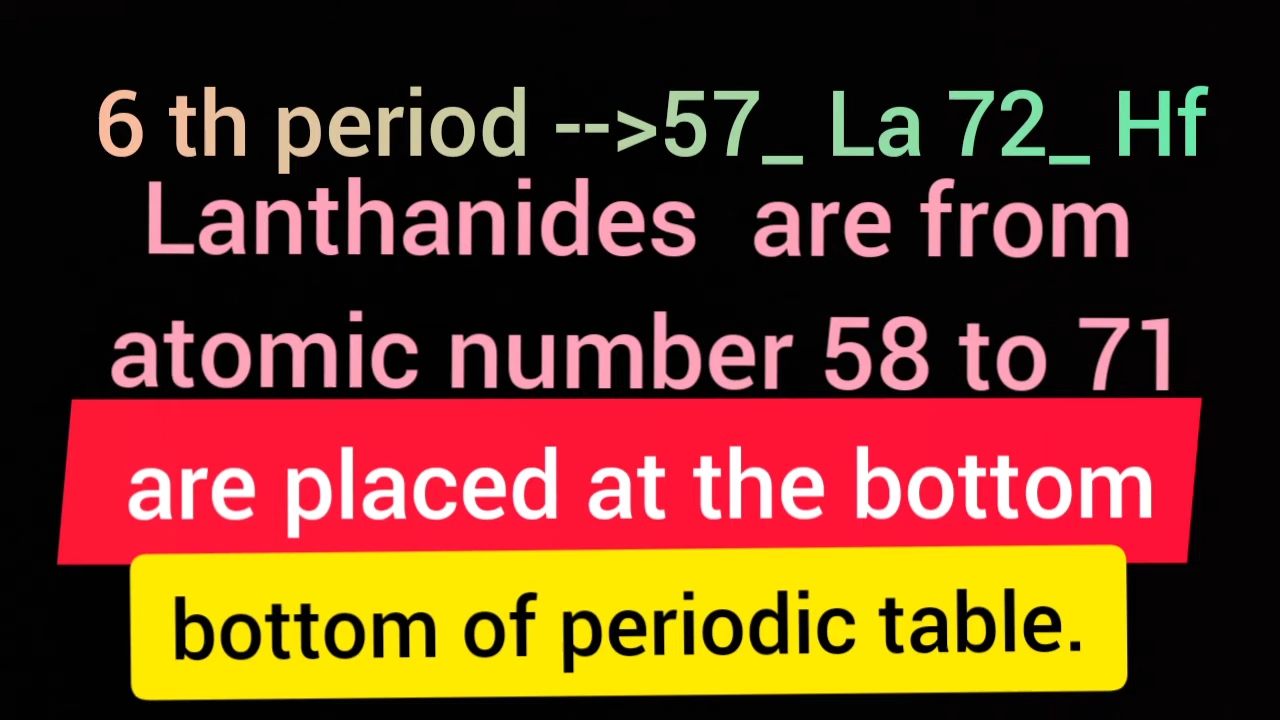 6 th period -->57_ La 72_ Hf
Lanthanides are from
atomic number 58 to 71
are placed at the bottom
bottom of periodic table.